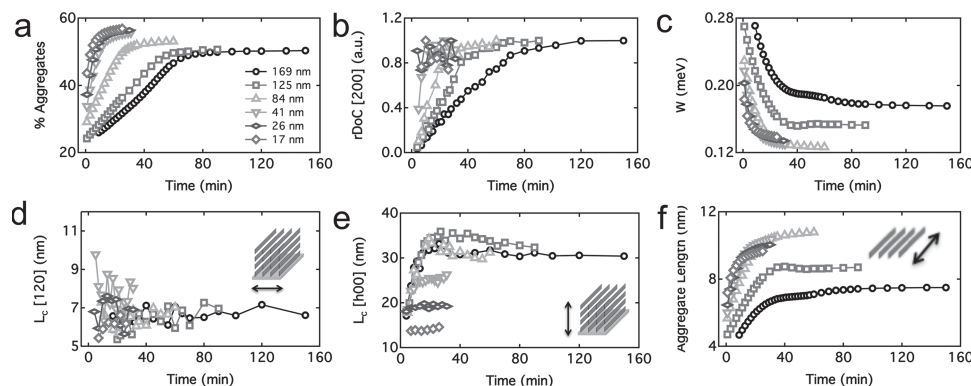 a
60
40
20
% Aggregates
169 nm
125 nm
84 nm
41 nm
26 nm
17 nm
0 40 80 120 160
Time (min)
b
1.2
0.8
0.4
0.0
rDoC [200] (a.u.)
0 40 80 120 160
Time (min)
c
0.28
0.20
0.12
W (meV)
0 40 80 120 160
Time (min)
d
11
9
7
5
Lc [120] (nm)
0 40 80 120 160
Time (min)
e
40
30
20
10
Lc [h00] (nm)
0 40 80 120 160
Time (min)
f
12
8
4
Aggregate Length (nm)
0 40 80 120 160
Time (min)